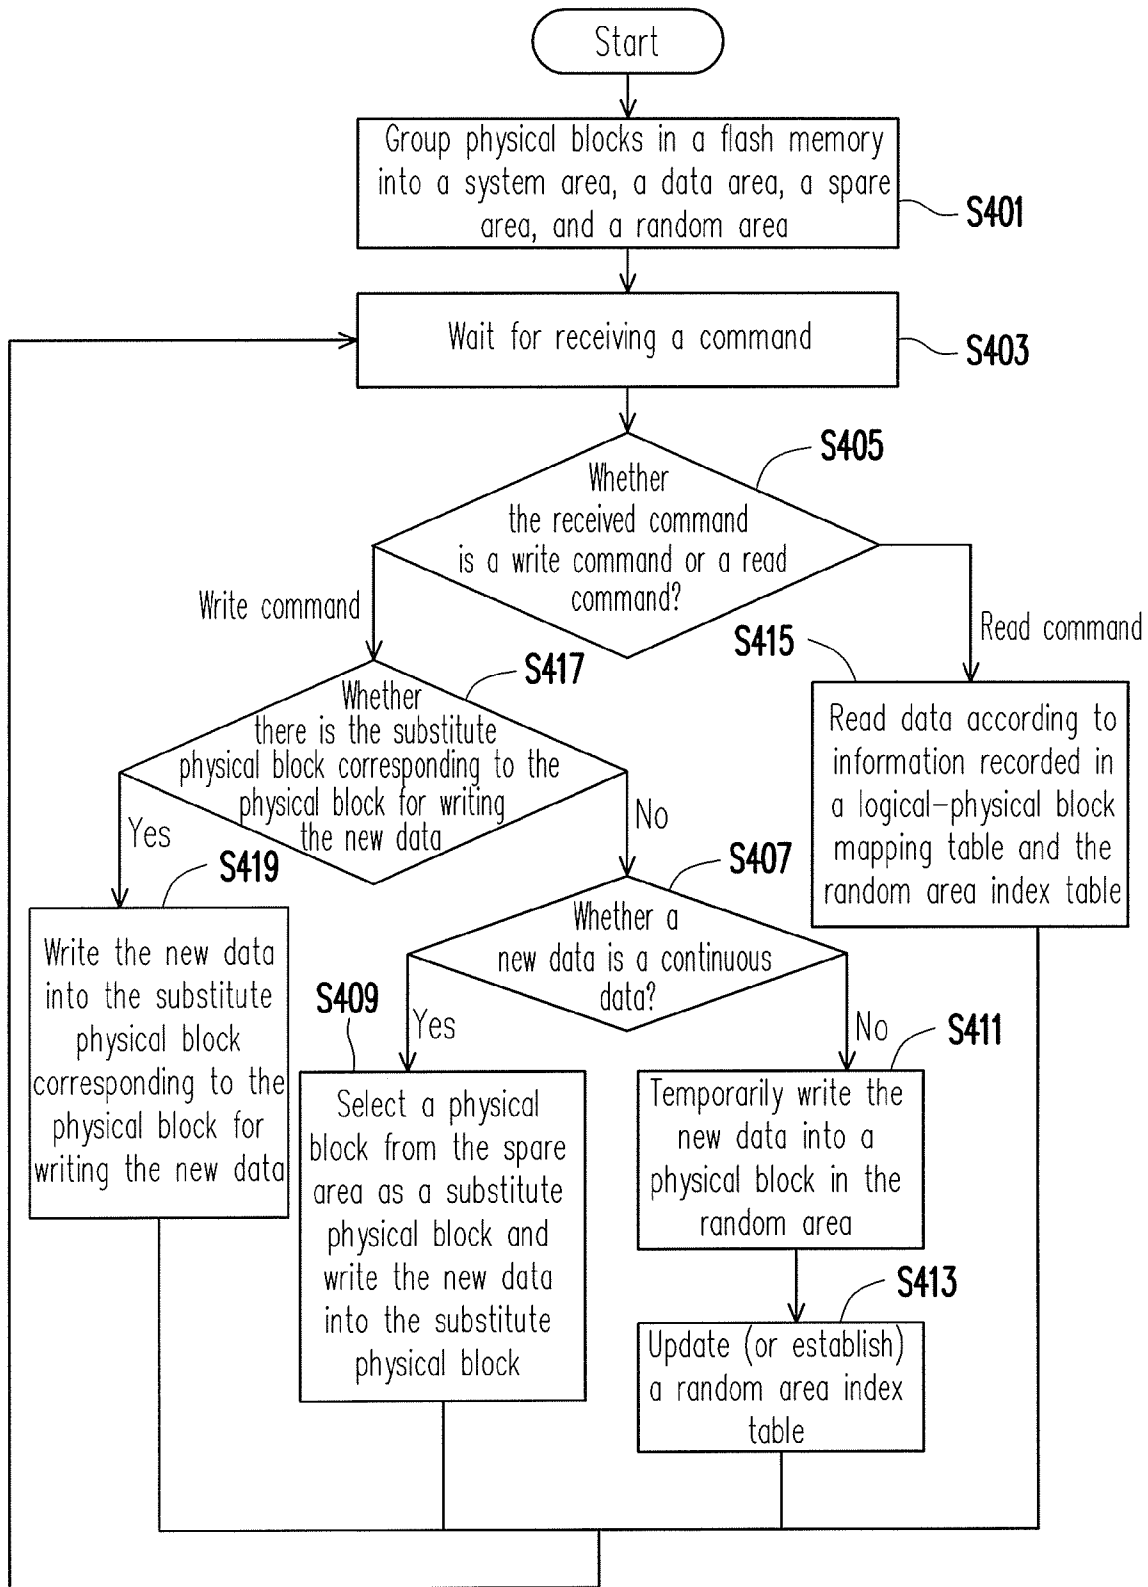 Start
Group physical blocks in a flash memory
into a system area, a data area, a spare
area, and a random area
S401
Wait for receiving a command
S403
S405
Whether
the received command
is a write command or a read
command?
Write command
Read command
S417
Whether
there is the substitute
physical block corresponding to the
physical block for writing
the new data
S415
Read data according to
information recorded in
a logical-physical block
mapping table and the
random area index table
Yes
No
S419
Write the new data
into the substitute
physical block
corresponding to the
physical block for
writing the new data
S407
Whether a
new data is a continuous
data?
Yes
No
S409
Select a physical
block from the spare
area as a substitute
physical block and
write the new data
into the substitute
physical block
S411
Temporarily write the
new data into a
physical block in the
random area
S413
Update (or establish)
a random area index
table